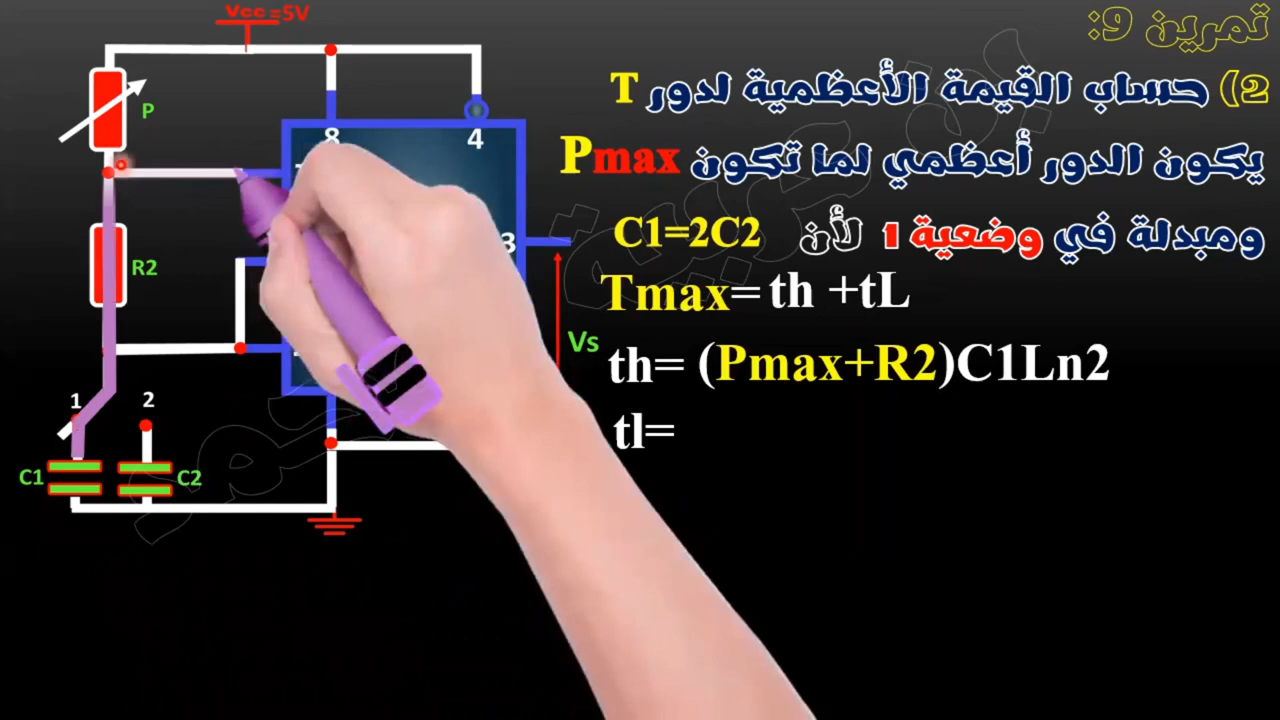 تمرين 9:
2) حساب القيمة الأعظمية لدور T
يكون الدور أعظمي لما تكون Pmax
ومبدلة في وضعية 1 لأن C1=2C2
Tmax= th +tL
th= (Pmax+R2)C1Ln2
tl=
Vcc =5V
P
8
4
R2
3
Vs
1
2
C1
C2